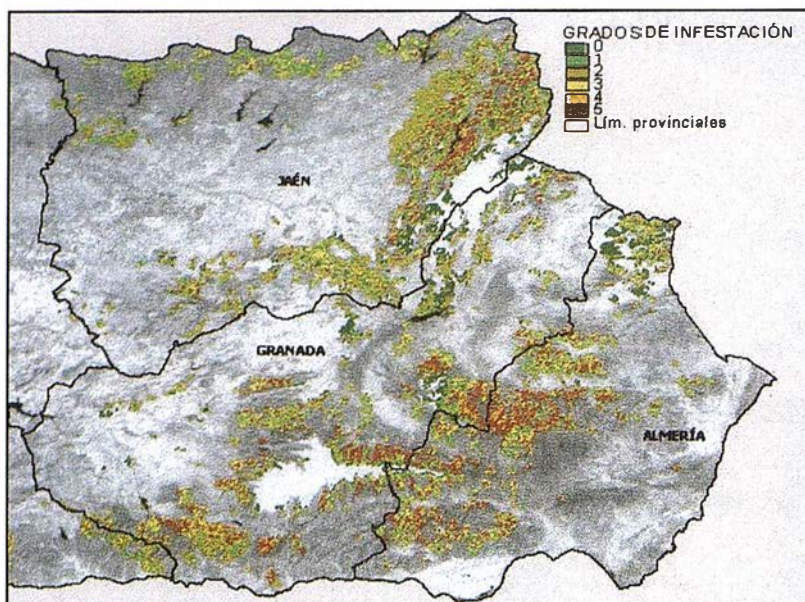 GRADOS DE INFESTACIÓN
0
1
2
3
4
5
Lím. provinciales
JAÉN
GRANADA
ALMERÍA